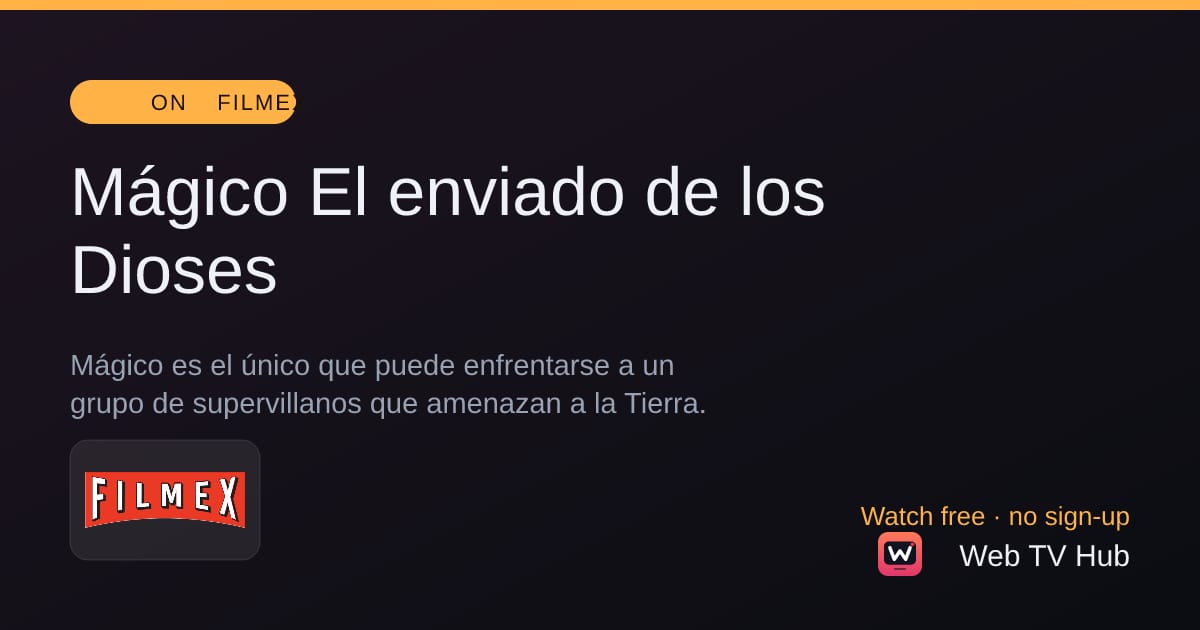 ON FILME
Mágico El enviado de los
Dioses
Mágico es el único que puede enfrentarse a un
grupo de supervillanos que amenazan a la Tierra.
FILMEX
Watch free · no sign-up
W
Web TV Hub